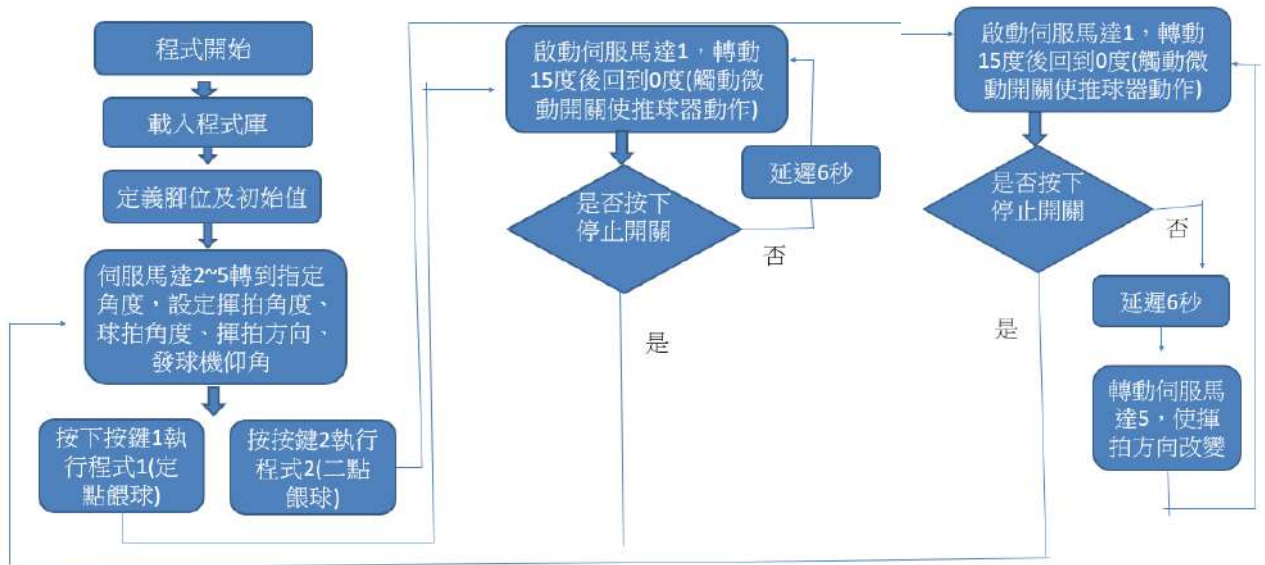 程式開始
載入程式庫
定義腳位及初始值
伺服馬達2~5轉到指定
角度，設定揮拍角度、
球拍角度、揮拍方向、
發球機仰角
按下按鍵1執
行程式1(定
點餵球)
按按鍵2執行
程式2(二點
餵球)
啟動伺服馬達1，轉動
15度後回到0度(觸動微
動開關使推球器動作)
是否按下
停止開關
延遲6秒
否
是
啟動伺服馬達1，轉動
15度後回到0度(觸動微
動開關使推球器動作)
是否按下
停止開關
否
是
延遲6秒
轉動伺服馬
達5，使揮
拍方向改變